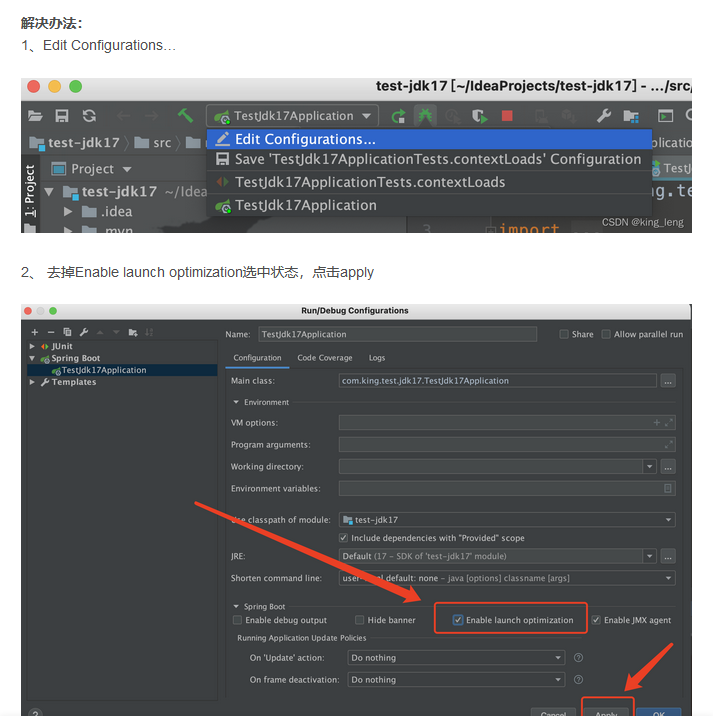 解决办法：
1、Edit Configurations…
test-jdk17 [~/IdeaProjects/test-jdk17] - .../src/
TestJdk17Application
test-jdk17
src
Edit Configurations...
Save 'TestJdk17ApplicationTests.contextLoads' Configuration
TestJdk17ApplicationTests.contextLoads
TestJdk17Application
1: Project
Project
test-jdk17 ~/Idea
.idea
.mvn
3
import ...
CSDN @king_leng
2、 去掉Enable launch optimization选中状态，点击apply
Run/Debug Configurations
Name: TestJdk17Application
Share
Allow parallel run
JUnit
Spring Boot
TestJdk17Application
Templates
Configuration Code Coverage Logs
Main class: com.king.test.jdk17.TestJdk17Application ...
Environment
VM options:
Program arguments:
Working directory: ...
Environment variables:
Use classpath of module: test-jdk17
Include dependencies with "Provided" scope
JRE: Default (17 - SDK of 'test-jdk17' module) ...
Shorten command line: default: none - java [options] classname [args]
Spring Boot
Enable debug output Hide banner Enable launch optimization Enable JMX agent
Running Application Update Policies
On 'Update' action: Do nothing ?
On frame deactivation: Do nothing ?
? Cancel Apply OK